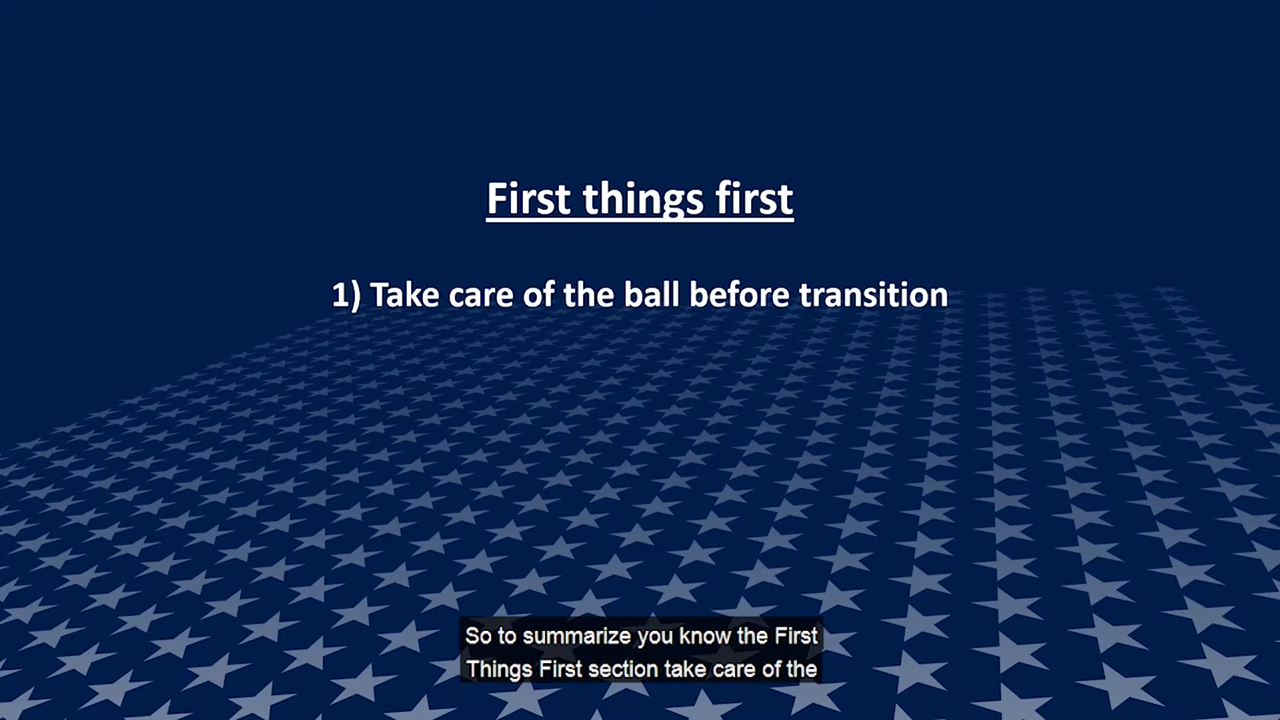 First things first
1) Take care of the ball before transition
So to summarize you know the First
Things First section take care of the